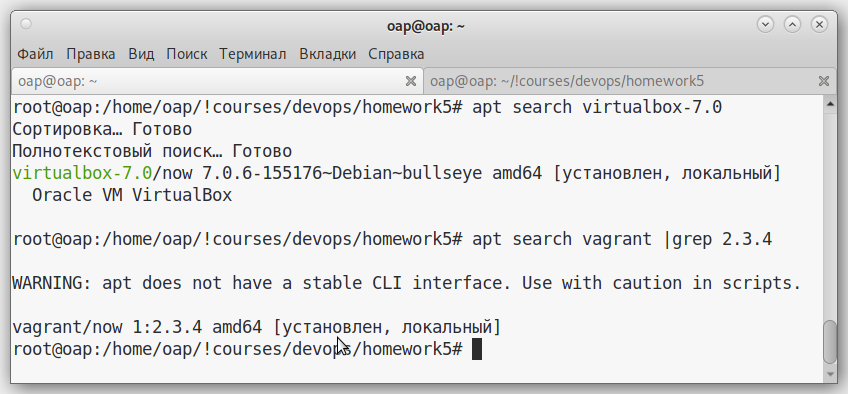 oap@oap: ~
Файл Правка Вид Поиск Терминал Вкладки Справка
oap@oap: ~
oap@oap: ~/!courses/devops/homework5
root@oap:/home/oap/!courses/devops/homework5# apt search virtualbox-7.0
Сортировка… Готово
Полнотекстовый поиск… Готово
virtualbox-7.0/now 7.0.6-155176~Debian~bullseye amd64 [установлен, локальный]
  Oracle VM VirtualBox
root@oap:/home/oap/!courses/devops/homework5# apt search vagrant |grep 2.3.4
WARNING: apt does not have a stable CLI interface. Use with caution in scripts.
vagrant/now 1:2.3.4 amd64 [установлен, локальный]
root@oap:/home/oap/!courses/devops/homework5#